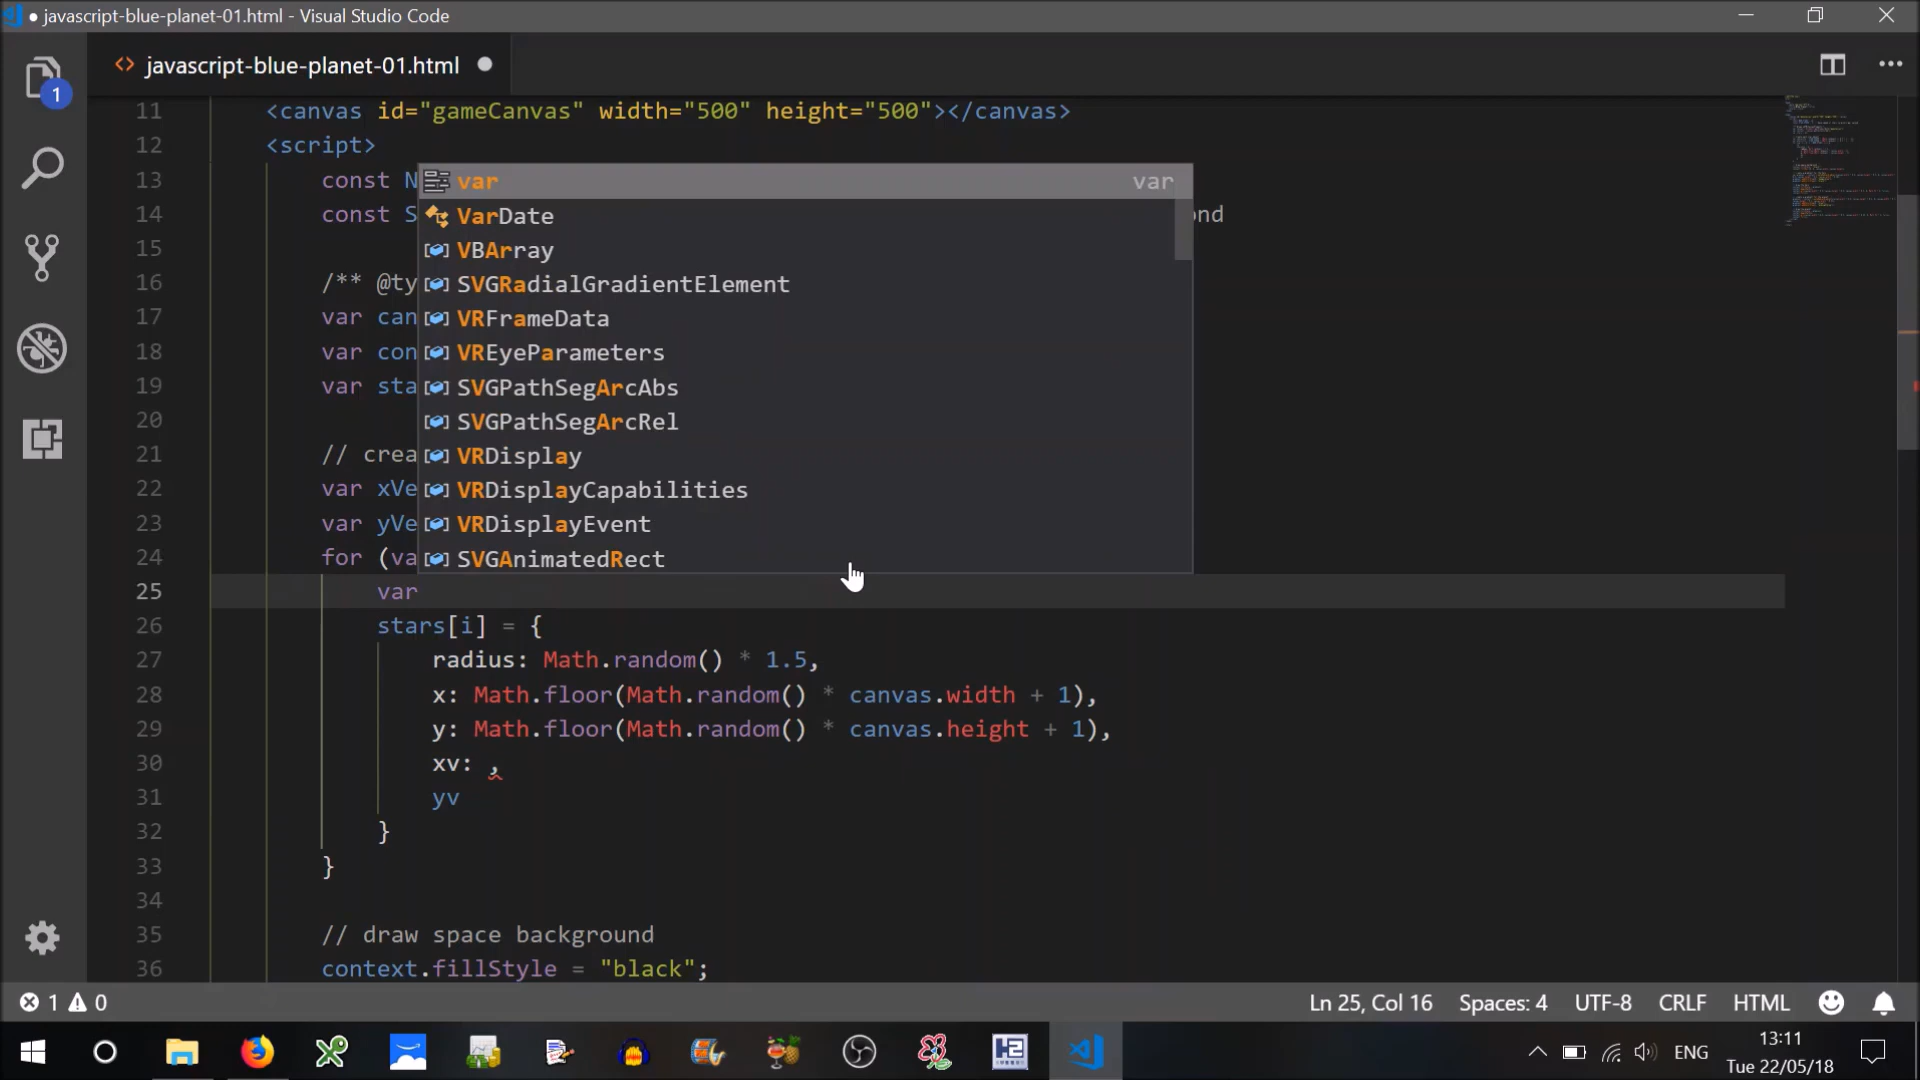 javascript-blue-planet-01.html - Visual Studio Code
javascript-blue-planet-01.html
1
11 <canvas id="gameCanvas" width="500" height="500"></canvas>
12 <script>
13 const N
14 const S ond
15
16 /** @ty
17 var can
18 var con
19 var sta
20
21 // crea
22 var xVe
23 var yVe
24 for (va
var var
VarDate
VBArray
SVGRadialGradientElement
VRFrameData
VREyeParameters
SVGPathSegArcAbs
SVGPathSegArcRel
VRDisplay
VRDisplayCapabilities
VRDisplayEvent
SVGAnimatedRect
25 var
26 stars[i] = {
27 radius: Math.random() * 1.5,
28 x: Math.floor(Math.random() * canvas.width + 1),
29 y: Math.floor(Math.random() * canvas.height + 1),
30 xv: ,
31 yv
32 }
33 }
34
35 // draw space background
36 context.fillStyle = "black";
1 0 Ln 25, Col 16 Spaces: 4 UTF-8 CRLF HTML
ENG
13:11
Tue 22/05/18